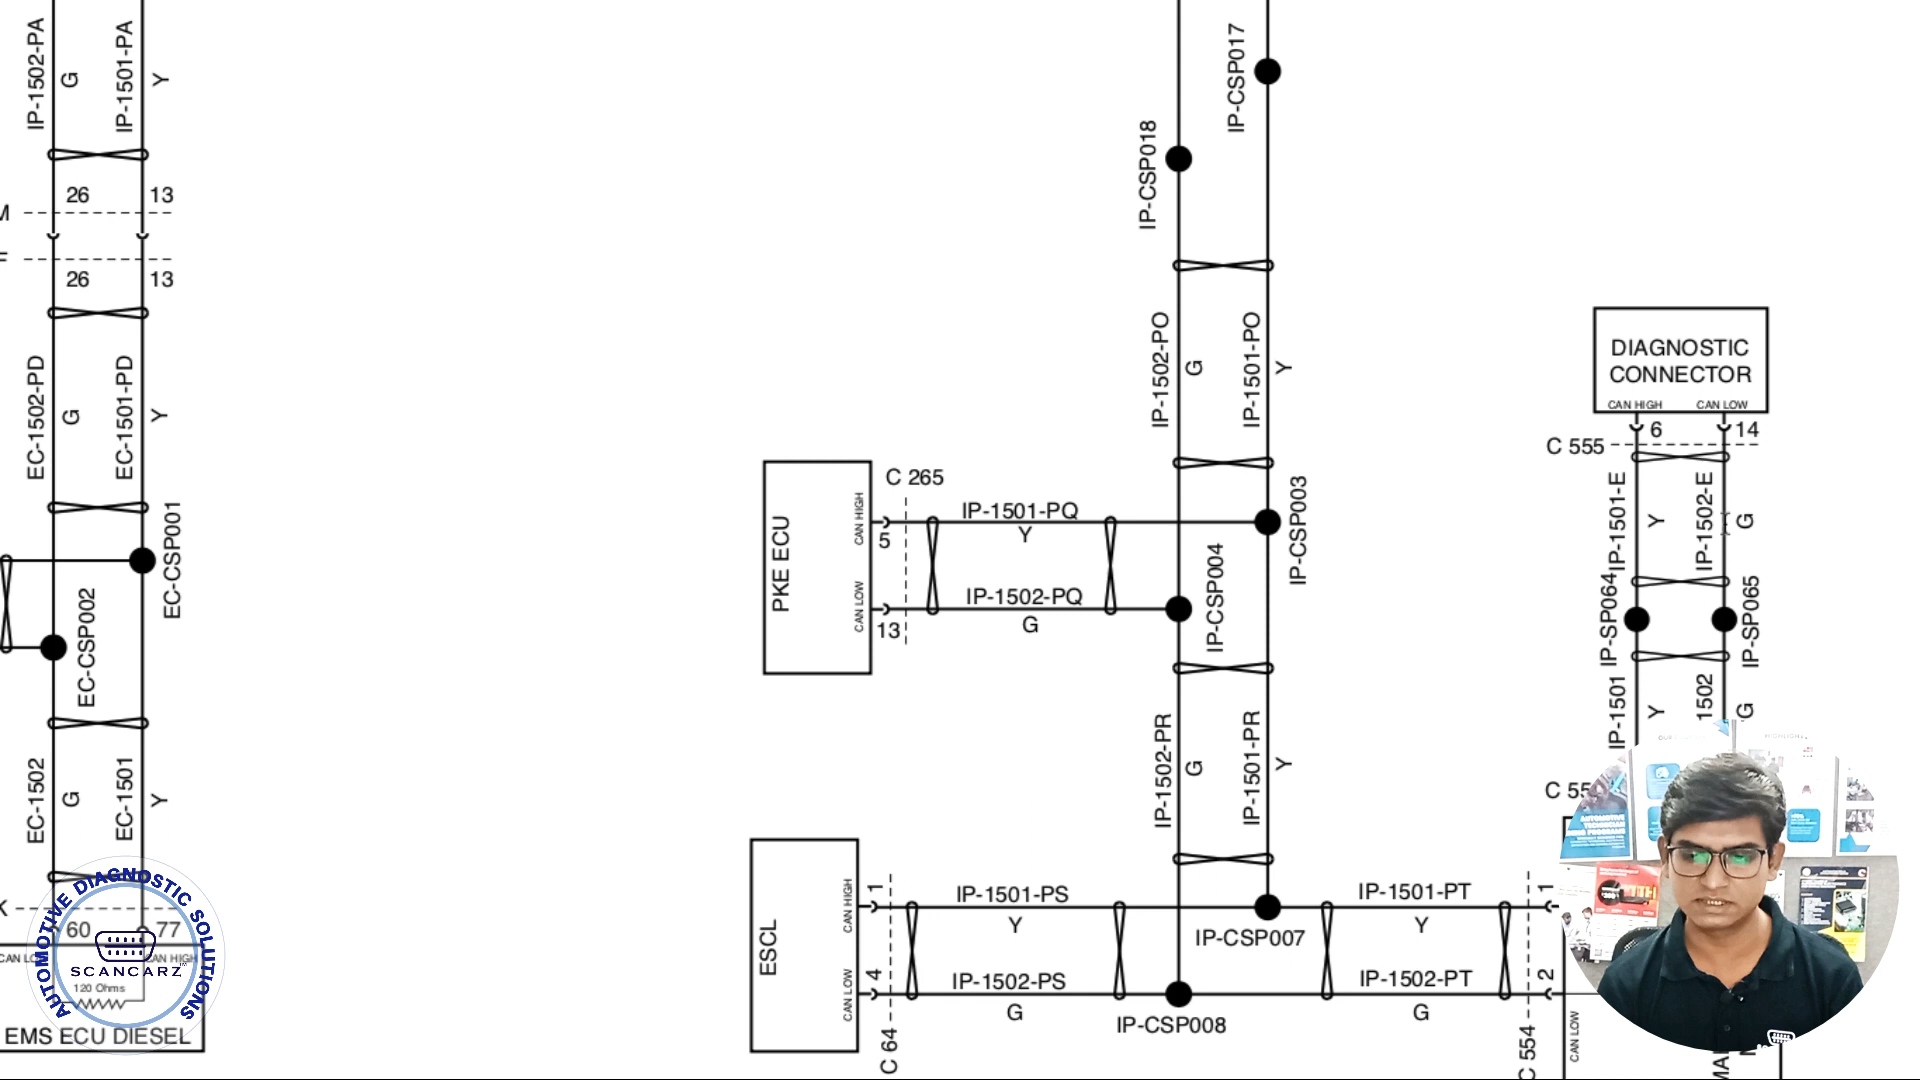 IP-1502-PA
G
IP-1501-PA
Y
26
13
M
26
13
EC-1502-PD
G
EC-1501-PD
Y
EC-CSP001
EC-CSP002
EC-1502
G
EC-1501
Y
K
60
77
CAN LO
CAN HIGH
120 Ohms
EMS ECU DIESEL
AUTOMOTIVE DIAGNOSTIC SOLUTIONS
SCANCARZ
IP-CSP017
IP-CSP018
IP-1502-PO
G
IP-1501-PO
Y
PKE ECU
CAN HIGH
CAN LOW
C 265
5
13
IP-1501-PQ
Y
IP-1502-PQ
G
IP-CSP003
IP-CSP004
IP-1502-PR
G
IP-1501-PR
Y
ESCL
CAN HIGH
CAN LOW
1
4
C 64
IP-1501-PS
Y
IP-1502-PS
G
IP-CSP007
IP-CSP008
IP-1501-PT
Y
IP-1502-PT
G
1
2
C 554
CAN LOW
DIAGNOSTIC
CONNECTOR
CAN HIGH
CAN LOW
6
14
C 555
IP-1501-E
Y
IP-1502-E
G
IP-SP064
IP-SP065
IP-1501
Y
1502
G
C 55